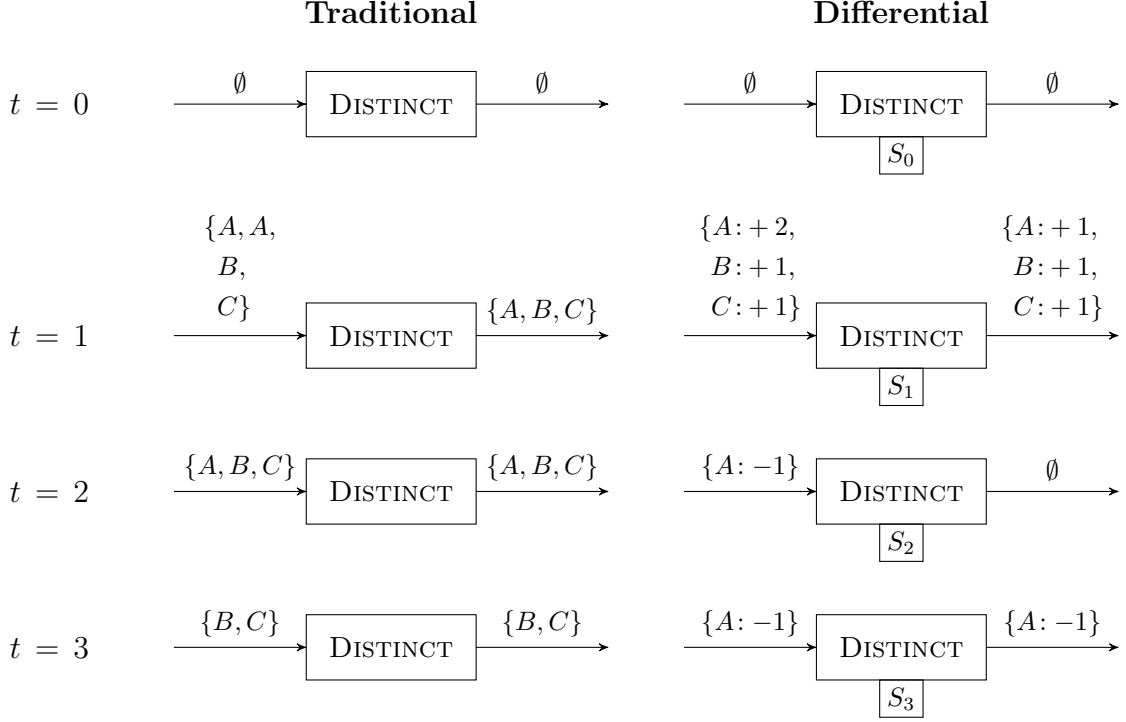 Traditional Differential
t = 0 ∅ DISTINCT ∅ ∅ DISTINCT ∅
S₀
{A, A, {A: +2, {A: +1,
B, B: +1, B: +1,
C} C: +1} C: +1}
t = 1 DISTINCT {A, B, C} DISTINCT
S₁
t = 2 {A, B, C} DISTINCT {A, B, C} {A: −1} DISTINCT ∅
S₂
t = 3 {B, C} DISTINCT {B, C} {A: −1} DISTINCT {A: −1}
S₃